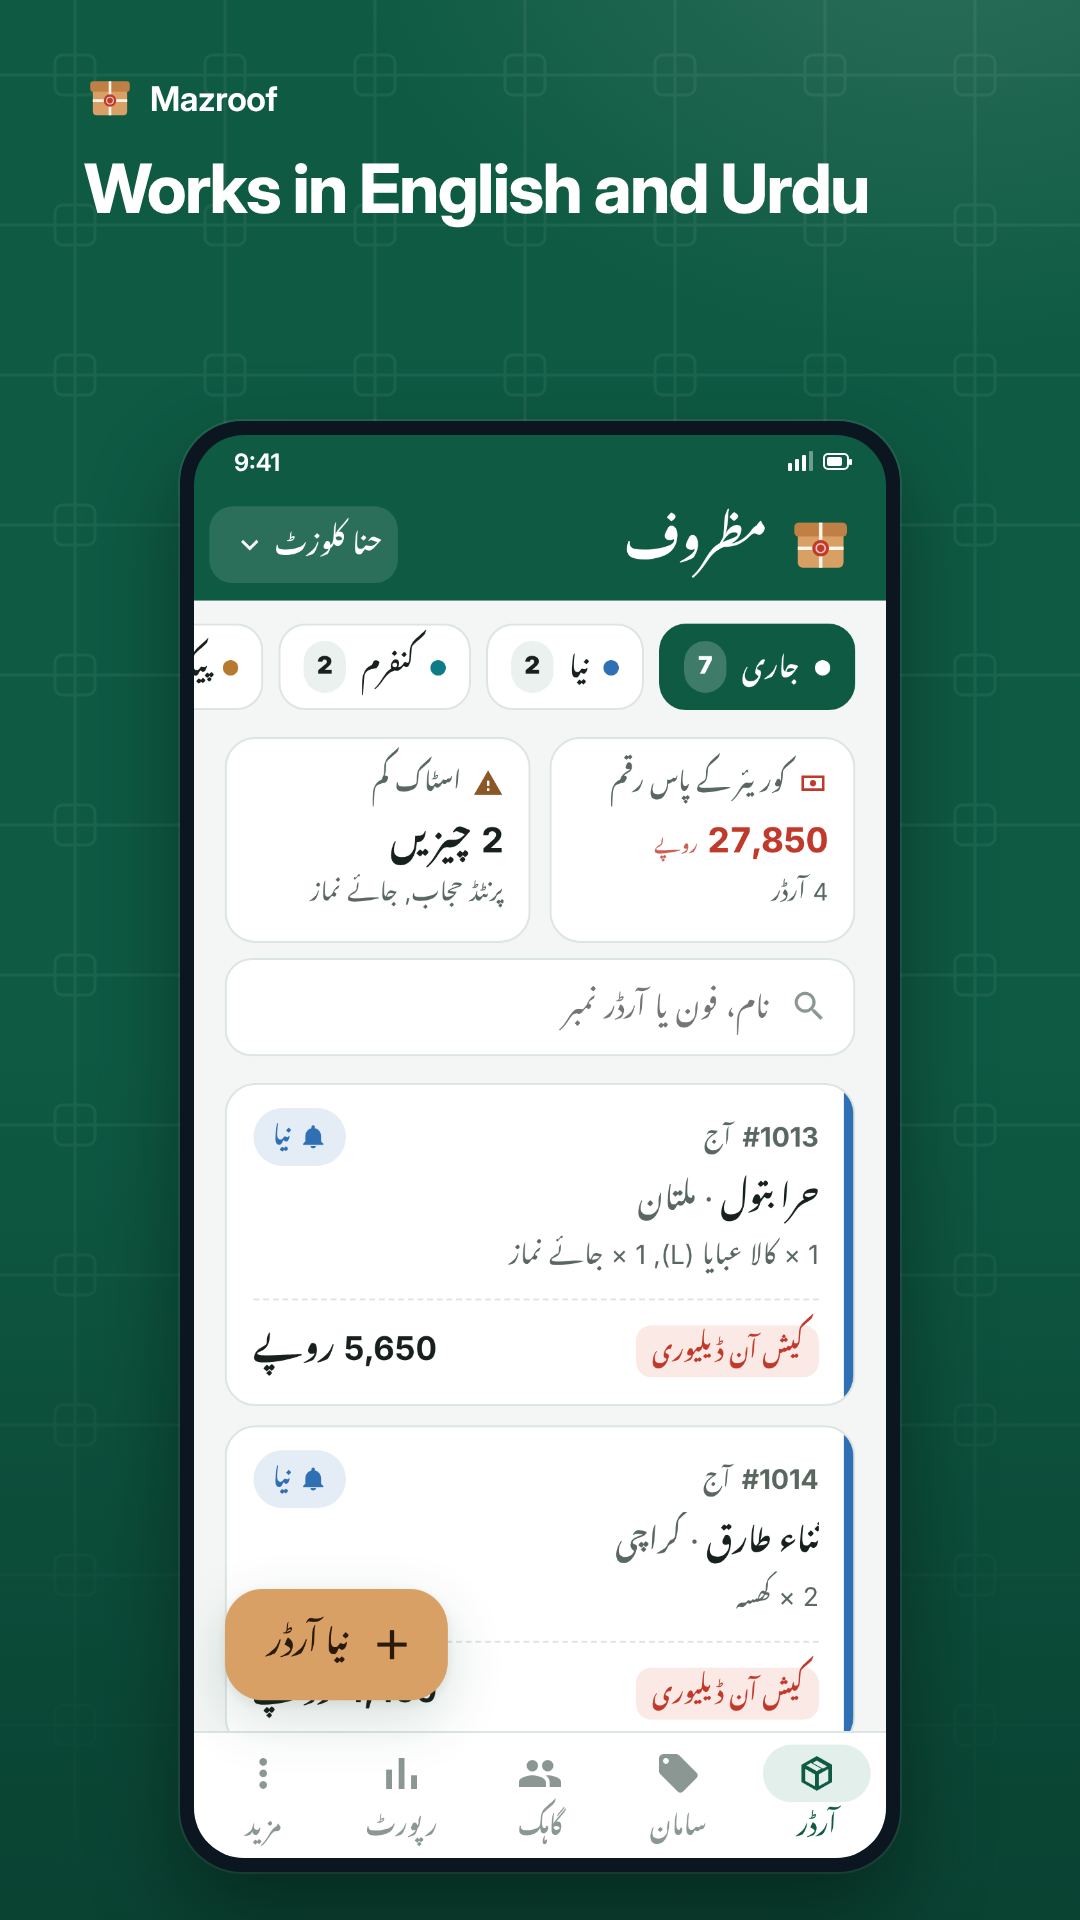 Mazroof
Works in English and Urdu
9:41
مظروف
حنا کلوزٹ
جاری 7
نیا 2
کنفرم 2
کوریئر کے پاس رقم
27,850 روپے
4 آرڈر
اسٹاک کم
2 چیزیں
پرنٹڈ حجاب, جائے نماز
نام، فون یا آرڈر نمبر
#1013 آج
نیا
حرا بتول · ملتان
1 × کالا عبایا (L), 1 × جائے نماز
کیش آن ڈیلیوری
5,650 روپے
#1014 آج
نیا
ثناء طارق · کراچی
2 × کھسہ
کیش آن ڈیلیوری
نیا آرڈر
آرڈر
سامان
گاہک
رپورٹ
مزید